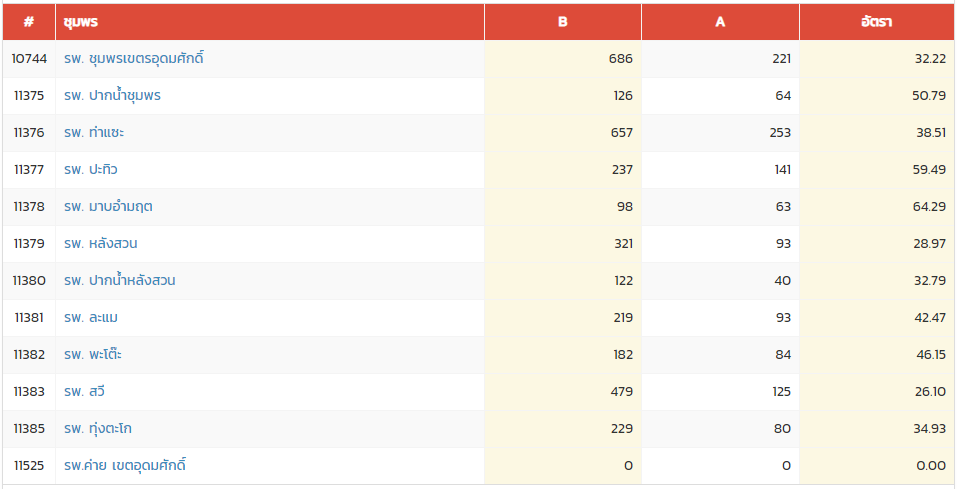 # ชุมพร B A อัตรา
10744 รพ. ชุมพรเขตรอุดมศักดิ์ 686 221 32.22
11375 รพ. ปากน้ำชุมพร 126 64 50.79
11376 รพ. ท่าแซะ 657 253 38.51
11377 รพ. ปะทิว 237 141 59.49
11378 รพ. มาบอำมฤต 98 63 64.29
11379 รพ. หลังสวน 321 93 28.97
11380 รพ. ปากน้ำหลังสวน 122 40 32.79
11381 รพ. ละแม 219 93 42.47
11382 รพ. พะโต๊ะ 182 84 46.15
11383 รพ. สวี 479 125 26.10
11385 รพ. ทุ่งตะโก 229 80 34.93
11525 รพ.ค่าย เขตอุดมศักดิ์ 0 0 0.00